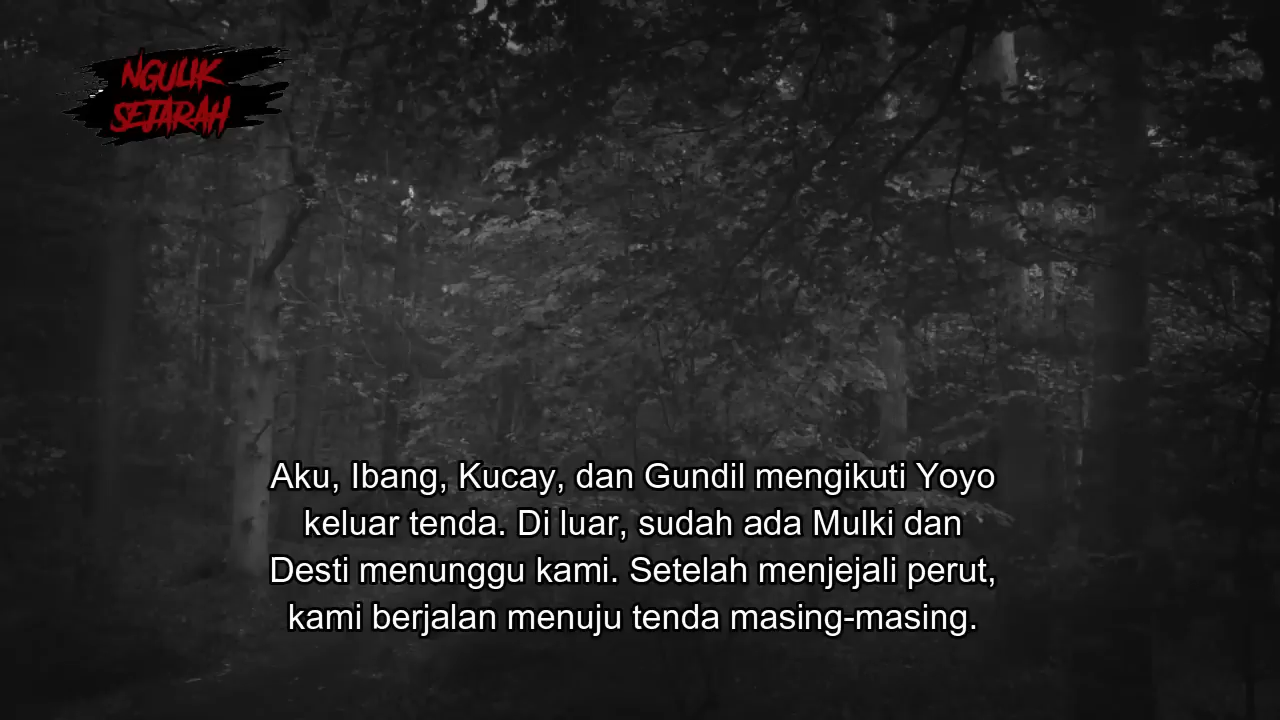 NGULIK
SEJARAH
Aku, Ibang, Kucay, dan Gundil mengikuti Yoyo
keluar tenda. Di luar, sudah ada Mulki dan
Desti menunggu kami. Setelah menjejali perut,
kami berjalan menuju tenda masing-masing.